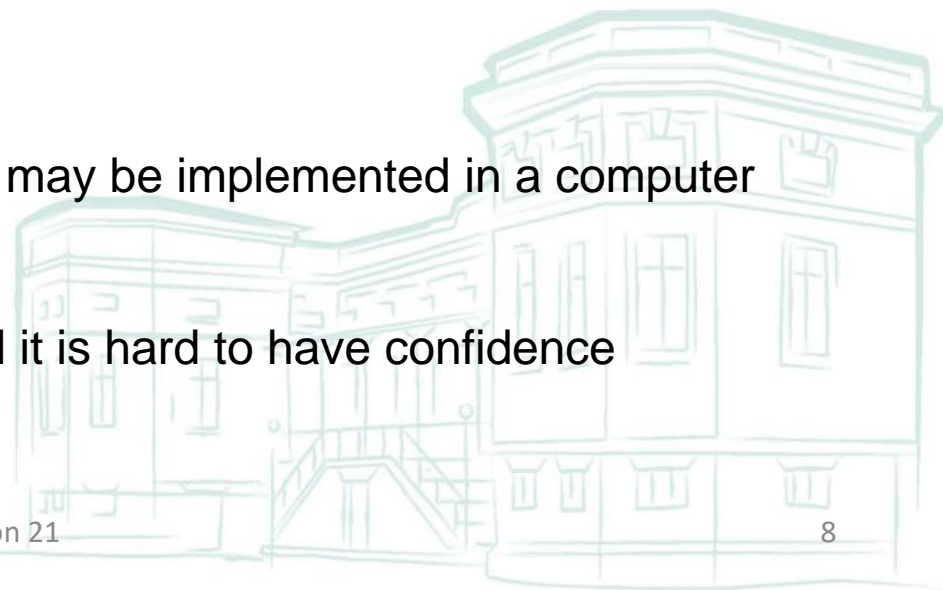 may be implemented in a computer
it is hard to have confidence
21
8